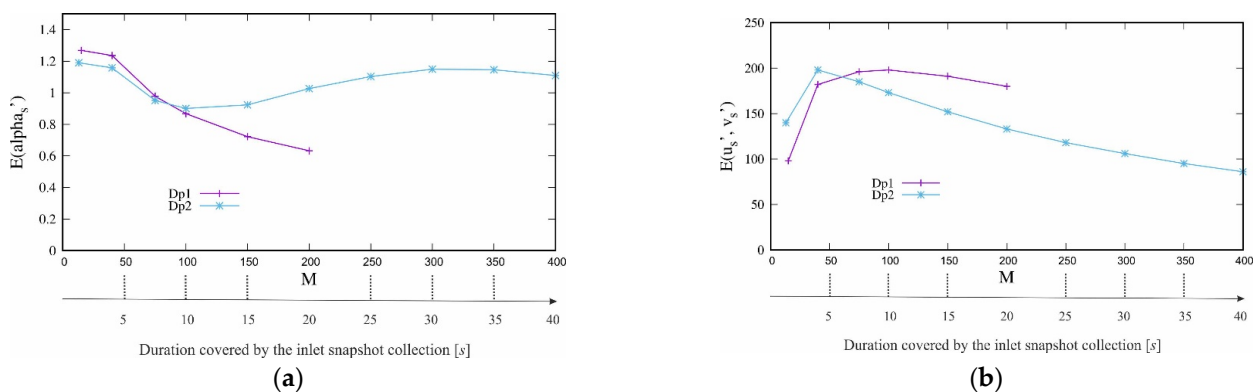 1.4
1.2
1
0.8
0.6
0.4
0.2
0
E(alpha_s')
Dp1
Dp2
0 50 100 150 200 250 300 350 400
M
5 10 15 20 25 30 35 40
Duration covered by the inlet snapshot collection [s]
(a)
250
200
150
100
50
0
E(u_s', v_s')
Dp1
Dp2
0 50 100 150 200 250 300 350 400
M
5 10 15 20 25 30 35 40
Duration covered by the inlet snapshot collection [s]
(b)